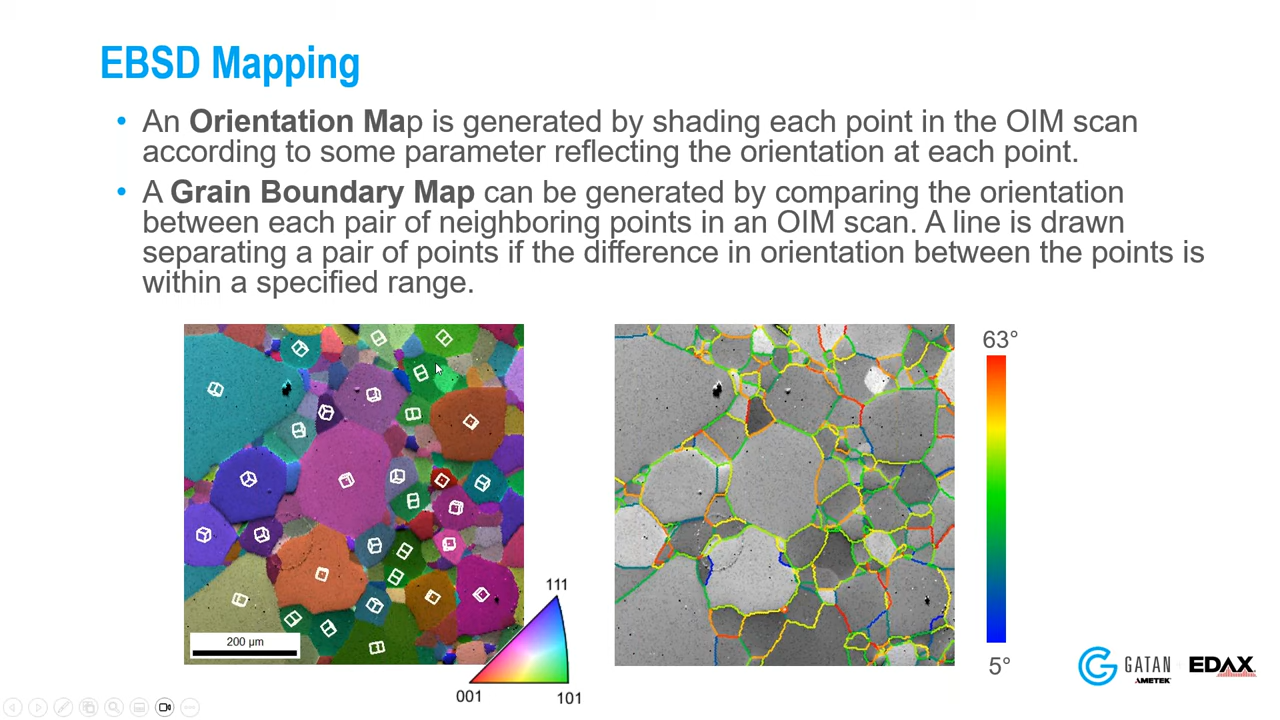 EBSD Mapping
• An Orientation Map is generated by shading each point in the OIM scan
according to some parameter reflecting the orientation at each point.
• A Grain Boundary Map can be generated by comparing the orientation
between each pair of neighboring points in an OIM scan. A line is drawn
separating a pair of points if the difference in orientation between the points is
within a specified range.
200 µm
111
001
101
63°
5°
GATAN
AMETEK
EDAX